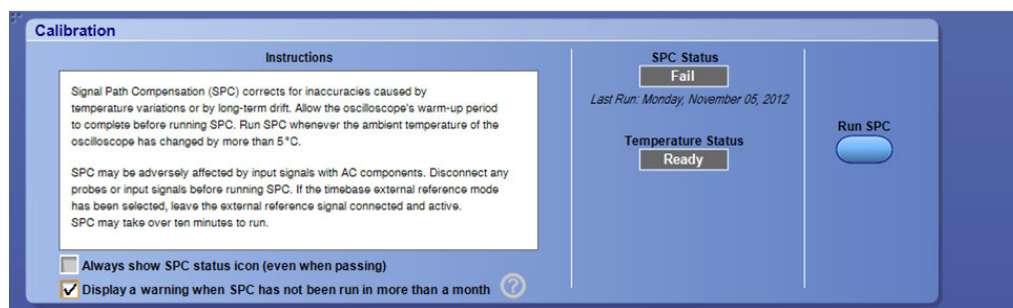 Calibration
Instructions
Signal Path Compensation (SPC) corrects for inaccuracies caused by
temperature variations or by long-term drift. Allow the oscilloscope's warm-up period
to complete before running SPC. Run SPC whenever the ambient temperature of the
oscilloscope has changed by more than 5°C.
SPC may be adversely affected by input signals with AC components. Disconnect any
probes or input signals before running SPC. If the timebase external reference mode
has been selected, leave the external reference signal connected and active.
SPC may take over ten minutes to run.
Always show SPC status icon (even when passing)
Display a warning when SPC has not been run in more than a month ?
SPC Status
Fail
Last Run: Monday, November 05, 2012
Temperature Status
Ready
Run SPC